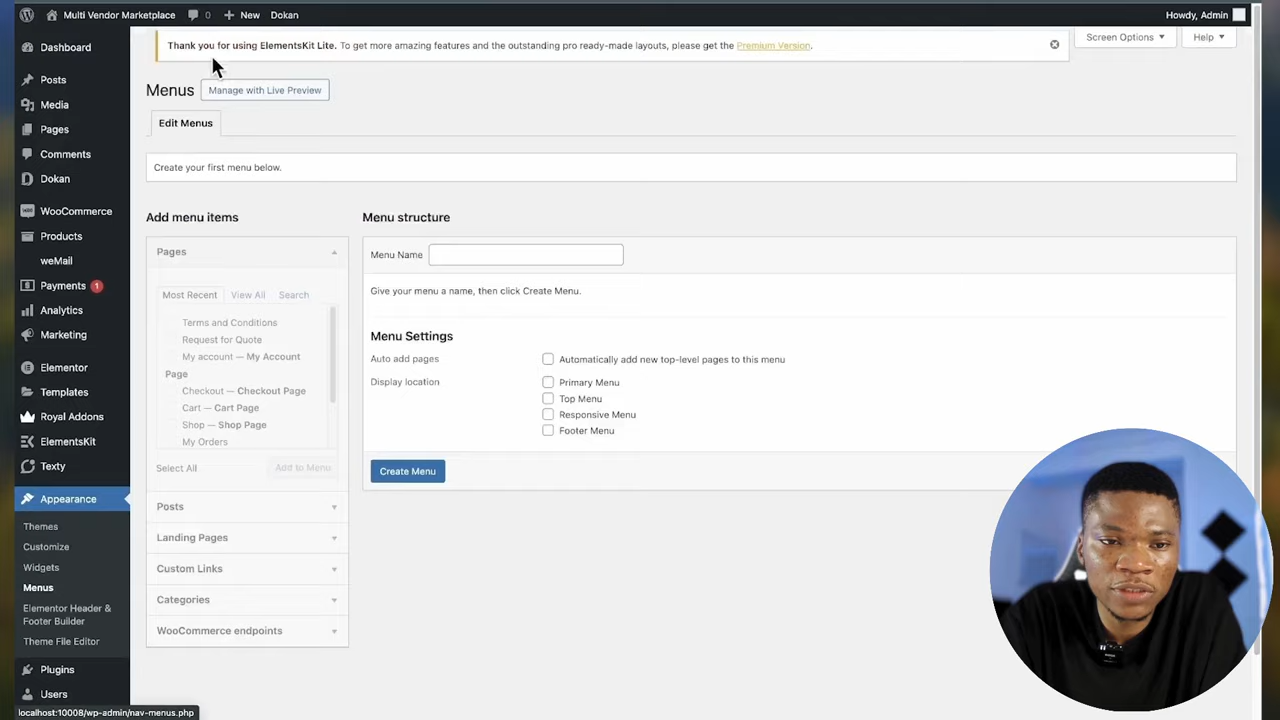 Multi Vendor Marketplace
0
New
Dokan
Howdy, Admin
Dashboard
Posts
Media
Pages
Comments
Dokan
WooCommerce
Products
weMail
Payments 1
Analytics
Marketing
Elementor
Templates
Royal Addons
ElementsKit
Texty
Appearance
Themes
Customize
Widgets
Menus
Elementor Header &
Footer Builder
Theme File Editor
Plugins
Users
localhost:10008/wp-admin/nav-menus.php
Thank you for using ElementsKit Lite. To get more amazing features and the outstanding pro ready-made layouts, please get the Premium Version.
Screen Options
Help
Menus
Manage with Live Preview
Edit Menus
Create your first menu below.
Add menu items
Pages
Most Recent
View All
Search
Terms and Conditions
Request for Quote
My account — My Account
Page
Checkout — Checkout Page
Cart — Cart Page
Shop — Shop Page
My Orders
Select All
Add to Menu
Posts
Landing Pages
Custom Links
Categories
WooCommerce endpoints
Menu structure
Menu Name
Give your menu a name, then click Create Menu.
Menu Settings
Auto add pages
Automatically add new top-level pages to this menu
Display location
Primary Menu
Top Menu
Responsive Menu
Footer Menu
Create Menu